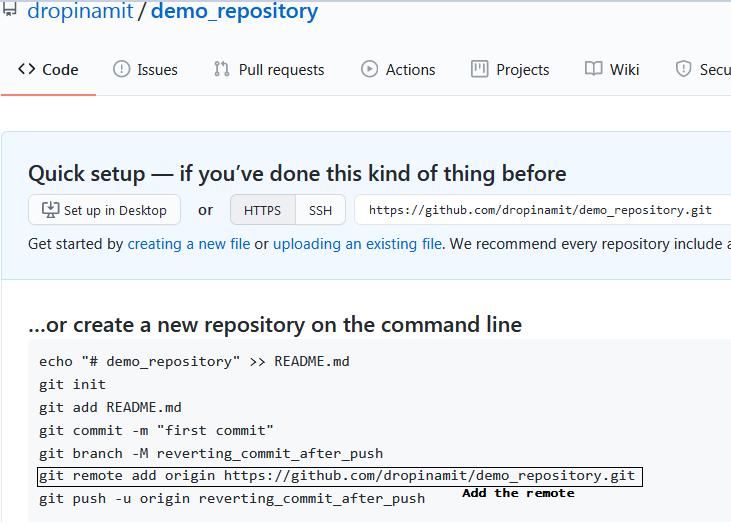 dropinamit / demo_repository
Code Issues Pull requests Actions Projects Wiki Secu
Quick setup — if you’ve done this kind of thing before
Set up in Desktop or HTTPS SSH https://github.com/dropinamit/demo_repository.git
Get started by creating a new file or uploading an existing file. We recommend every repository include a
...or create a new repository on the command line
echo "# demo_repository" >> README.md
git init
git add README.md
git commit -m "first commit"
git branch -M reverting_commit_after_push
git remote add origin https://github.com/dropinamit/demo_repository.git
git push -u origin reverting_commit_after_push
Add the remote